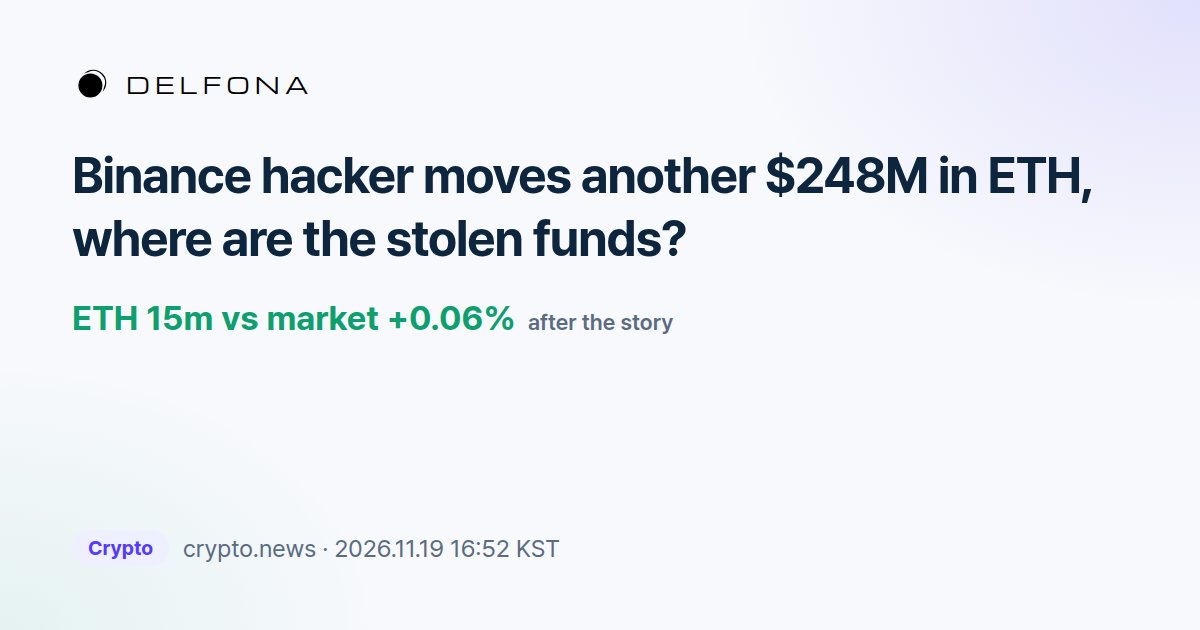 DELFONA
Binance hacker moves another $248M in ETH,
where are the stolen funds?
ETH 15m vs market +0.06% after the story
Crypto crypto.news · 2026.11.19 16:52 KST